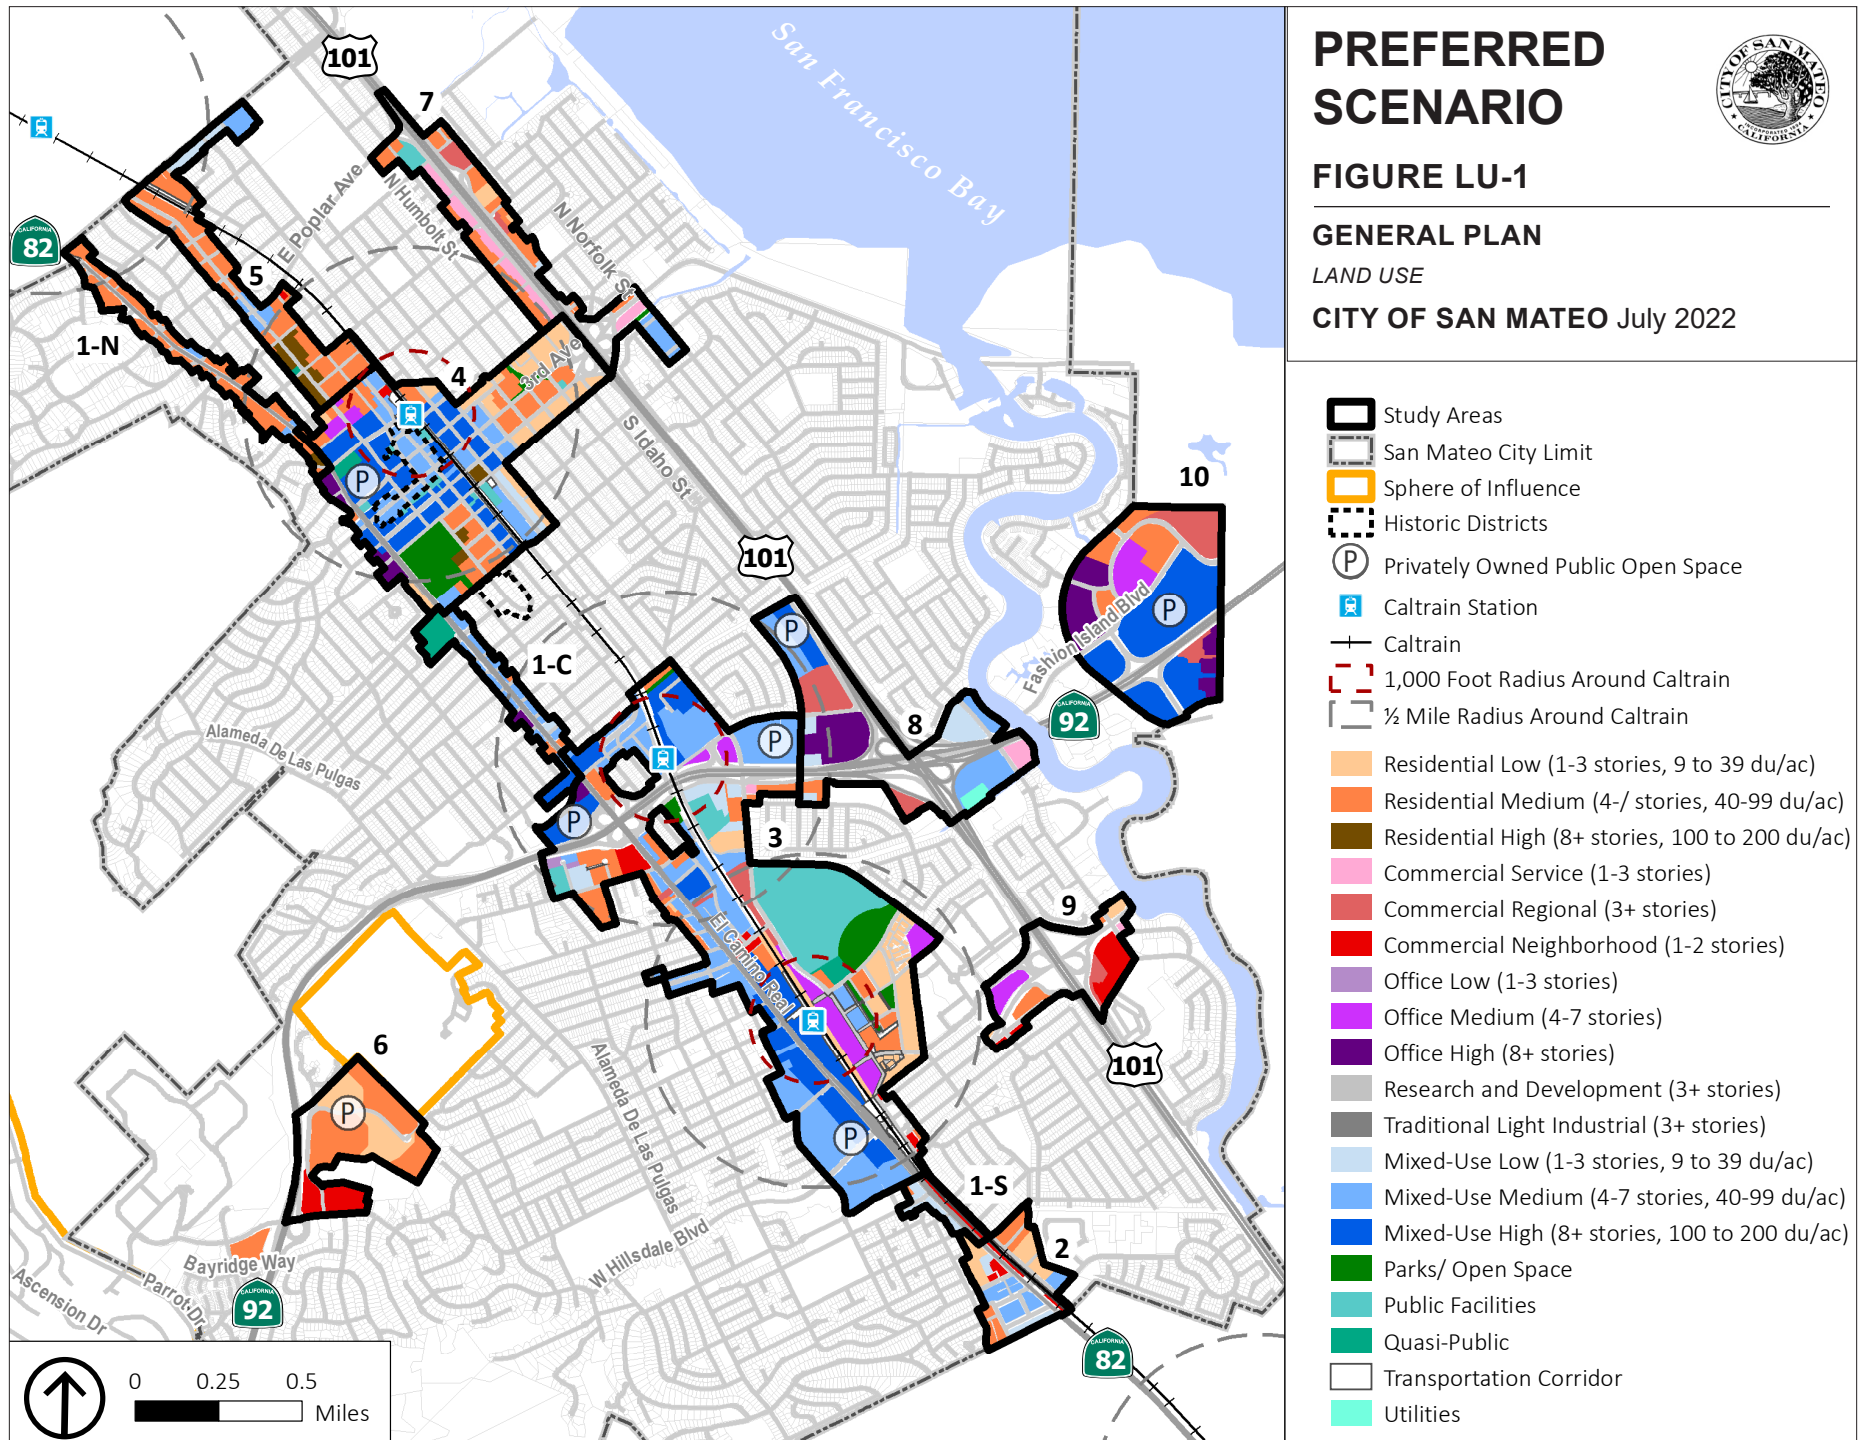 PREFERRED
SCENARIO
CITY OF SAN MATEO
INCORPORATED 1894
CALIFORNIA
FIGURE LU-1
GENERAL PLAN
LAND USE
CITY OF SAN MATEO July 2022
Study Areas
San Mateo City Limit
Sphere of Influence
Historic Districts
P Privately Owned Public Open Space
Caltrain Station
Caltrain
1,000 Foot Radius Around Caltrain
½ Mile Radius Around Caltrain
Residential Low (1-3 stories, 9 to 39 du/ac)
Residential Medium (4-/ stories, 40-99 du/ac)
Residential High (8+ stories, 100 to 200 du/ac)
Commercial Service (1-3 stories)
Commercial Regional (3+ stories)
Commercial Neighborhood (1-2 stories)
Office Low (1-3 stories)
Office Medium (4-7 stories)
Office High (8+ stories)
Research and Development (3+ stories)
Traditional Light Industrial (3+ stories)
Mixed-Use Low (1-3 stories, 9 to 39 du/ac)
Mixed-Use Medium (4-7 stories, 40-99 du/ac)
Mixed-Use High (8+ stories, 100 to 200 du/ac)
Parks/ Open Space
Public Facilities
Quasi-Public
Transportation Corridor
Utilities
San Francisco Bay
101
7
CALIFORNIA
82
E Poplar Ave
N Humbolt St
N Norfolk St
5
1-N
4
3rd Ave
S Idaho St
P
10
101
P
Fashion Island Blvd
P
1-C
CALIFORNIA
92
8
P
Alameda De Las Pulgas
P
3
9
El Camino Real
6
101
P
Alameda De Las Pulgas
P
1-S
2
W Hillsdale Blvd
Bayridge Way
Ascension Dr
Parrot Dr
CALIFORNIA
92
CALIFORNIA
82
0 0.25 0.5
Miles